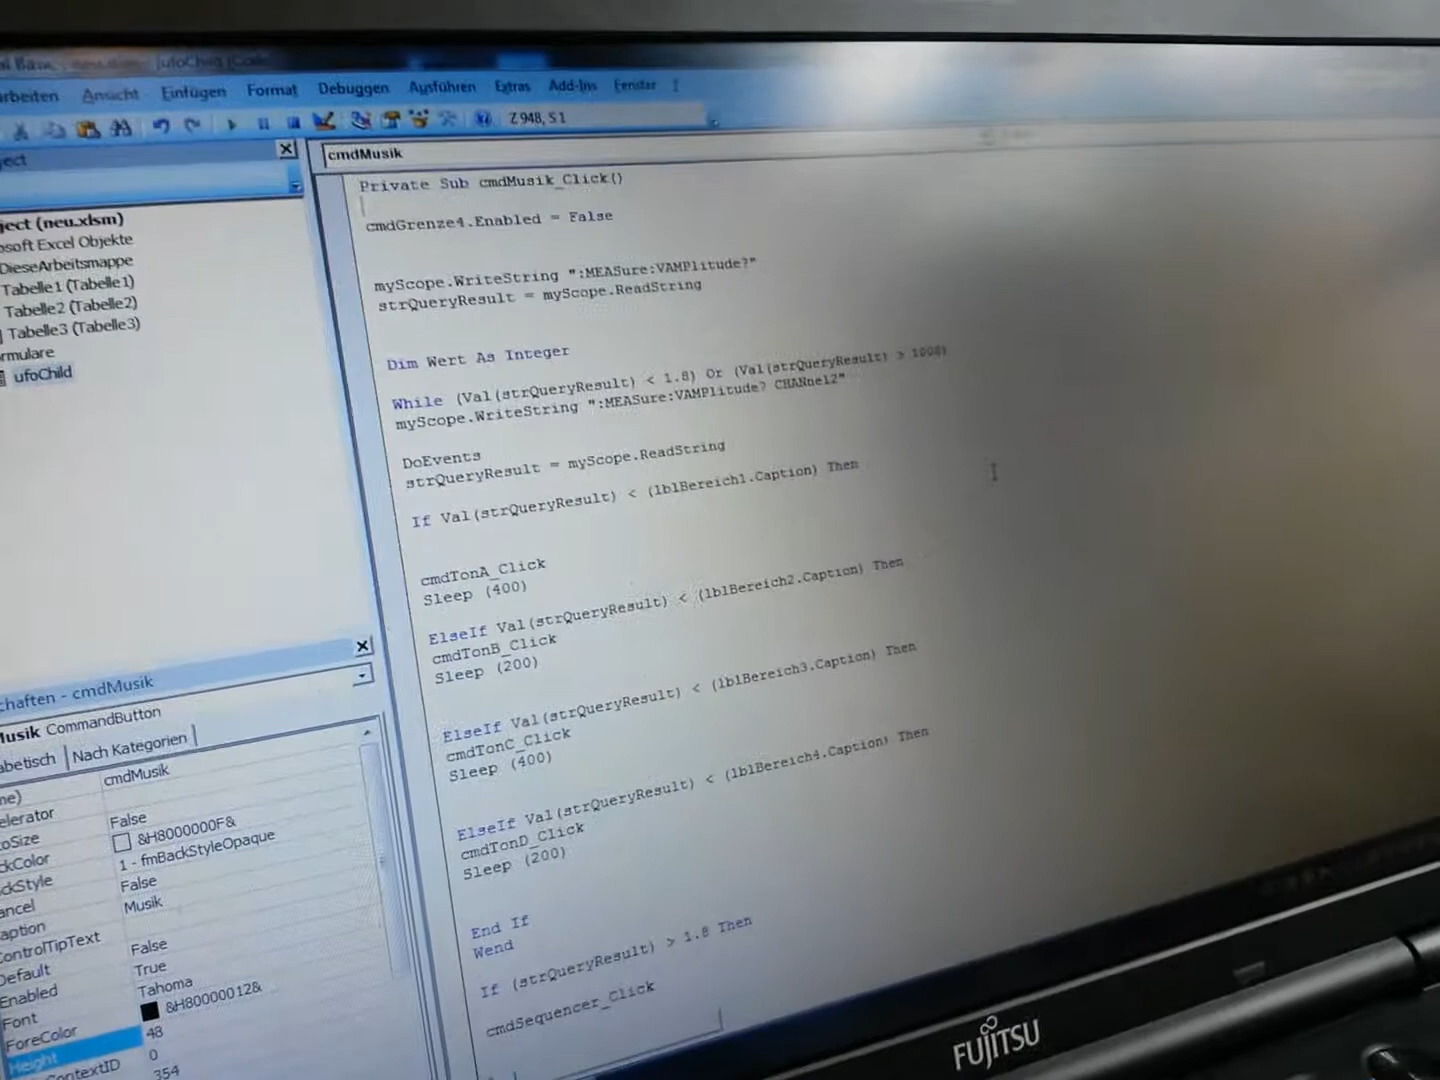 arbeiten Ansicht Einfügen Format Debuggen Ausführen Extras Add-Ins Fenster
Z 948, S 1
cmdMusik
ject (neu.xlsm)
osoft Excel Objekte
DieseArbeitsmappe
Tabelle1 (Tabelle1)
Tabelle2 (Tabelle2)
Tabelle3 (Tabelle3)
rmulare
ufoChild
Private Sub cmdMusik_Click()
cmdGrenze4.Enabled = False
myScope.WriteString ":MEASure:VAMPlitude?"
strQueryResult = myScope.ReadString
Dim Wert As Integer
While (Val(strQueryResult) < 1.8) Or (Val(strQueryResult) > 1000)
myScope.WriteString ":MEASure:VAMPlitude? CHANnel2"
DoEvents
strQueryResult = myScope.ReadString
If Val(strQueryResult) < (lblBereich1.Caption) Then
cmdTonA_Click
Sleep (400)
ElseIf Val(strQueryResult) < (lblBereich2.Caption) Then
cmdTonB_Click
Sleep (200)
ElseIf Val(strQueryResult) < (lblBereich3.Caption) Then
cmdTonC_Click
Sleep (400)
ElseIf Val(strQueryResult) < (lblBereich4.Caption) Then
cmdTonD_Click
Sleep (200)
End If
Wend
If (strQueryResult) > 1.8 Then
cmdSequencer_Click
chaften - cmdMusik
Musik CommandButton
abetisch Nach Kategorien
me) cmdMusik
elerator
oSize False
ckColor &H8000000F&
ckStyle 1 - fmBackStyleOpaque
ancel False
aption Musik
ControlTipText
Default False
Enabled True
Font Tahoma
ForeColor &H80000012&
Height 48
ContextID 0
354
FUJITSU